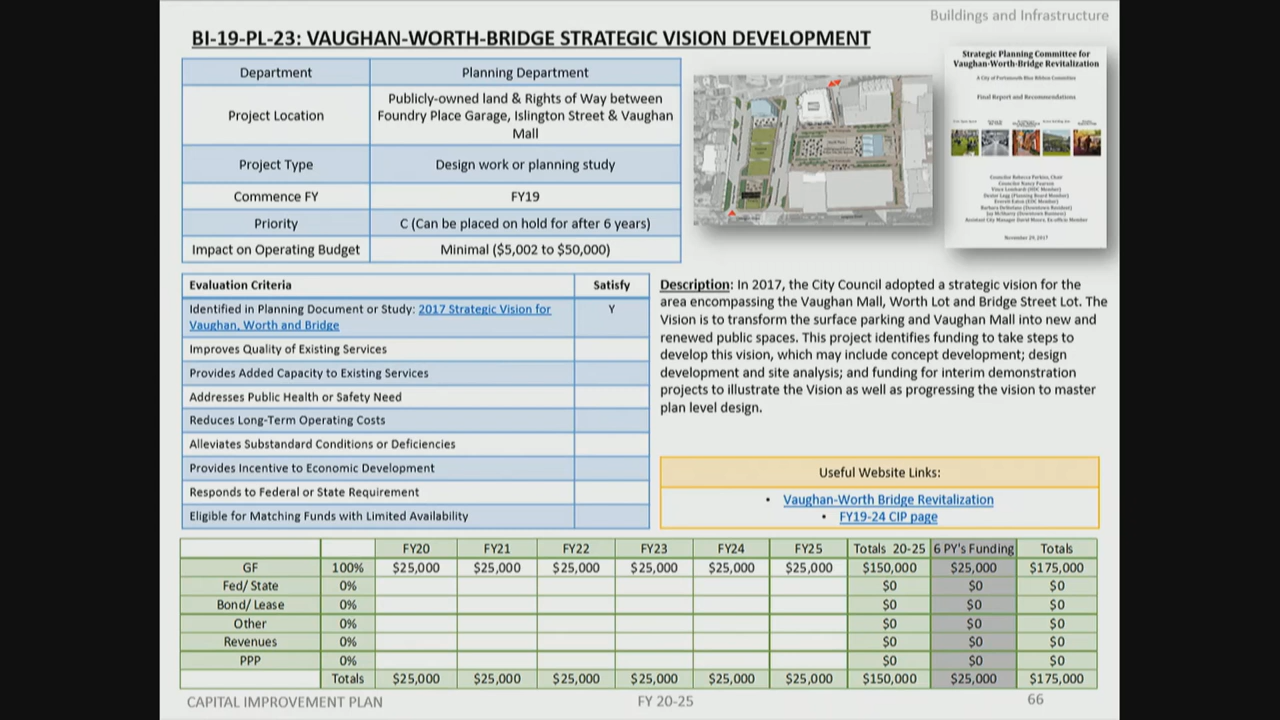 Buildings and Infrastructure
BI-19-PL-23: VAUGHAN-WORTH-BRIDGE STRATEGIC VISION DEVELOPMENT
Department Planning Department
Project Location Publicly-owned land & Rights of Way between
Foundry Place Garage, Islington Street & Vaughan
Mall
Project Type Design work or planning study
Commence FY FY19
Priority C (Can be placed on hold for after 6 years)
Impact on Operating Budget Minimal ($5,002 to $50,000)
Strategic Planning Committee for
Vaughan-Worth-Bridge Revitalization
A City of Portsmouth Blue Ribbon Committee
Final Report and Recommendations
November 29, 2017
Evaluation Criteria Satisfy
Identified in Planning Document or Study: 2017 Strategic Vision for Y
Vaughan, Worth and Bridge
Improves Quality of Existing Services
Provides Added Capacity to Existing Services
Addresses Public Health or Safety Need
Reduces Long-Term Operating Costs
Alleviates Substandard Conditions or Deficiencies
Provides Incentive to Economic Development
Responds to Federal or State Requirement
Eligible for Matching Funds with Limited Availability
Description: In 2017, the City Council adopted a strategic vision for the
area encompassing the Vaughan Mall, Worth Lot and Bridge Street Lot. The
Vision is to transform the surface parking and Vaughan Mall into new and
renewed public spaces. This project identifies funding to take steps to
develop this vision, which may include concept development; design
development and site analysis; and funding for interim demonstration
projects to illustrate the Vision as well as progressing the vision to master
plan level design.
Useful Website Links:
• Vaughan-Worth Bridge Revitalization
• FY19-24 CIP page
FY20 FY21 FY22 FY23 FY24 FY25 Totals 20-25 6 PY's Funding Totals
GF 100% $25,000 $25,000 $25,000 $25,000 $25,000 $25,000 $150,000 $25,000 $175,000
Fed/ State 0% $0 $0 $0
Bond/ Lease 0% $0 $0 $0
Other 0% $0 $0 $0
Revenues 0% $0 $0 $0
PPP 0% $0 $0 $0
Totals $25,000 $25,000 $25,000 $25,000 $25,000 $25,000 $150,000 $25,000 $175,000
CAPITAL IMPROVEMENT PLAN FY 20-25 66